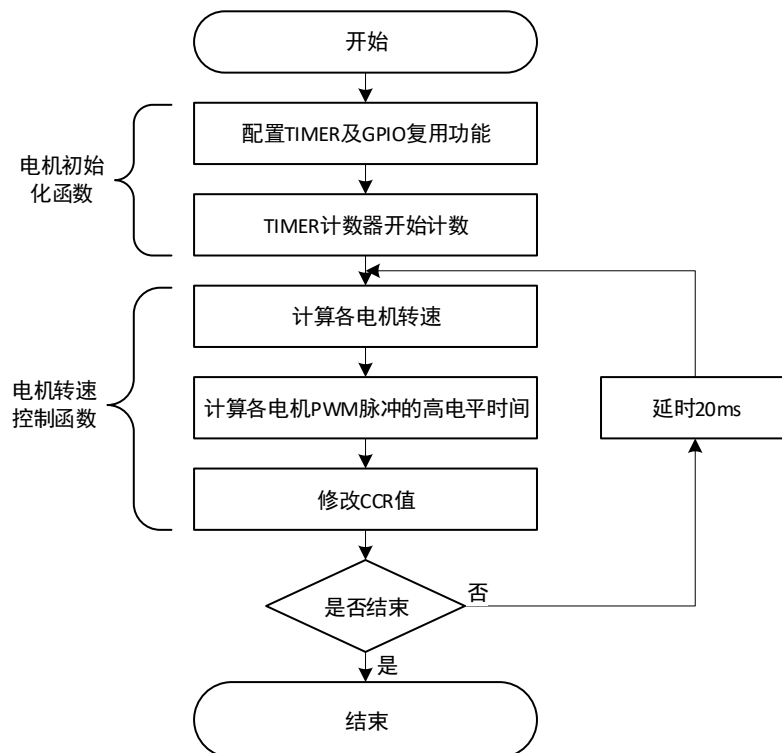 开始
电机初始
化函数
配置TIMER及GPIO复用功能
TIMER计数器开始计数
电机转速
控制函数
计算各电机转速
计算各电机PWM脉冲的高电平时间
延时20ms
修改CCR值
是否结束
否
是
结束